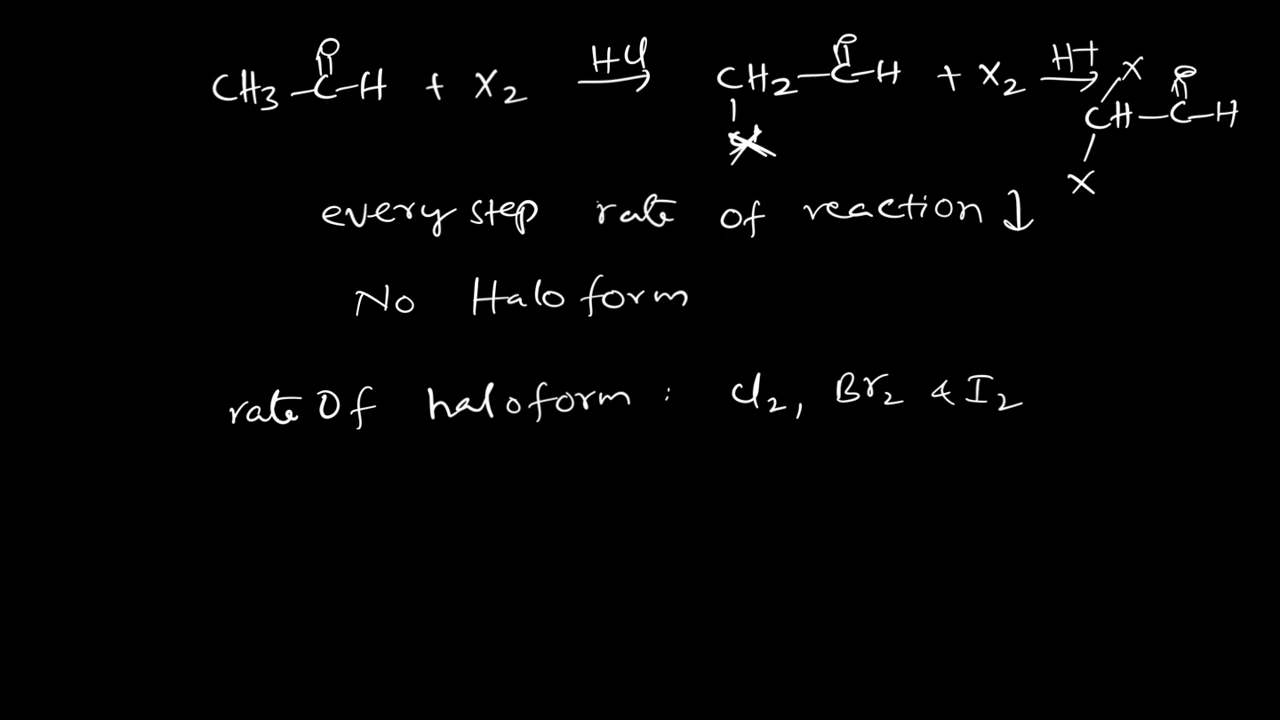 CH3-C-H + X2 HCl CH2-C-H + X2 H+ CH-C-H
O O X O
X X
every step rate of reaction ↓
No Haloform
rate Of haloform : Cl2, Br2 & I2